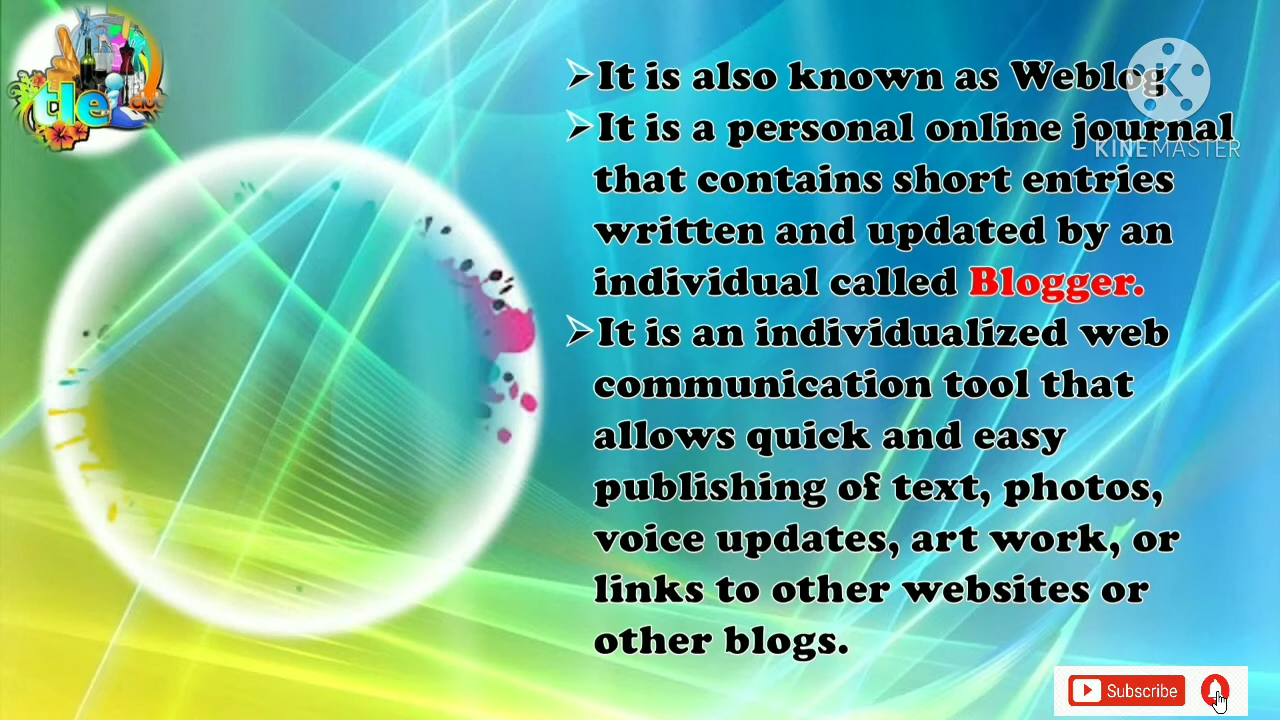 tle
It is also known as Weblog
It is a personal online journal
KINEMASTER
that contains short entries
written and updated by an
individual called Blogger.
It is an individualized web
communication tool that
allows quick and easy
publishing of text, photos,
voice updates, art work, or
links to other websites or
other blogs.
Subscribe